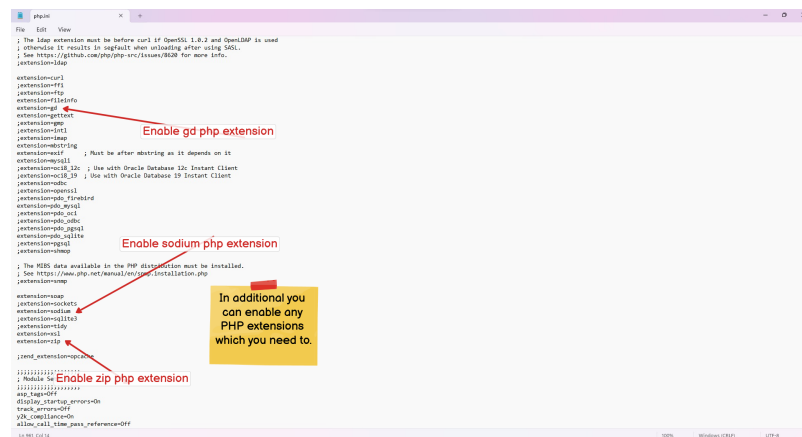 php.ini × +
File Edit View
; The ldap extension must be before curl if OpenSSL 1.0.2 and OpenLDAP is used
; otherwise it results in segfault when unloading after using SASL.
; See https://github.com/php/php-src/issues/8620 for more info.
;extension=ldap
extension=curl
;extension=ffi
;extension=ftp
extension=fileinfo
extension=gd
extension=gettext
;extension=gmp
;extension=intl
;extension=imap
extension=mbstring
extension=exif ; Must be after mbstring as it depends on it
extension=mysqli
;extension=oci8_12c ; Use with Oracle Database 12c Instant Client
;extension=oci8_19 ; Use with Oracle Database 19 Instant Client
;extension=odbc
;extension=openssl
;extension=pdo_firebird
extension=pdo_mysql
;extension=pdo_oci
;extension=pdo_odbc
;extension=pdo_pgsql
extension=pdo_sqlite
;extension=pgsql
;extension=shmop
; The MIBS data available in the PHP distribution must be installed.
; See https://www.php.net/manual/en/snmp.installation.php
;extension=snmp
extension=soap
;extension=sockets
extension=sodium
;extension=sqlite3
;extension=tidy
extension=xsl
extension=zip
;zend_extension=opcache
;;;;;;;;;;;;;;;;;;;
; Module Se
;;;;;;;;;;;;;;;;;;;
asp_tags=Off
display_startup_errors=On
track_errors=Off
y2k_compliance=On
allow_call_time_pass_reference=Off
Enable gd php extension
Enable sodium php extension
In additional you
can enable any
PHP extensions
which you need to.
Enable zip php extension
100% Windows (CRLF) UTF-8